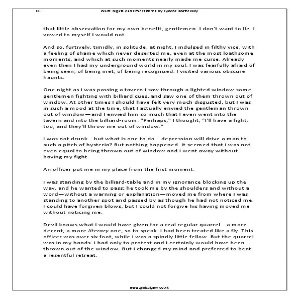 that little observation for my own benefit, gentlemen. I don't want to lie. I
vowed to myself I would not.
And so, furtively, timidly, in solitude, at night, I indulged in filthy vice, with
a feeling of shame which never deserted me, even at the most loathsome
moments, and which at such moments nearly made me curse. Already
even then I had my underground world in my soul. I was fearfully afraid of
being seen, of being met, of being recognised. I visited various obscure
haunts.
One night as I was passing a tavern I saw through a lighted window some
gentlemen fighting with billiard cues, and saw one of them thrown out of
window. At other times I should have felt very much disgusted, but I was
in such a mood at the time, that I actually envied the gentleman thrown
out of window—and I envied him so much that I even went into the
tavern and into the billiard-room. "Perhaps," I thought, "I'll have a fight,
too, and they'll throw me out of window."
I was not drunk—but what is one to do—depression will drive a man to
such a pitch of hysteria? But nothing happened. It seemed that I was not
even equal to being thrown out of window and I went away without
having my fight.
An officer put me in my place from the first moment.
I was standing by the billiard-table and in my ignorance blocking up the
way, and he wanted to pass; he took me by the shoulders and without a
word—without a warning or explanation—moved me from where I was
standing to another spot and passed by as though he had not noticed me.
I could have forgiven blows, but I could not forgive his having moved me
without noticing me.
Devil knows what I would have given for a real regular quarrel—a more
decent, a more literary one, so to speak. I had been treated like a fly. This
officer was over six foot, while I was a spindly little fellow. But the quarrel
was in my hands. I had only to protest and I certainly would have been
thrown out of the window. But I changed my mind and preferred to beat
a resentful retreat.